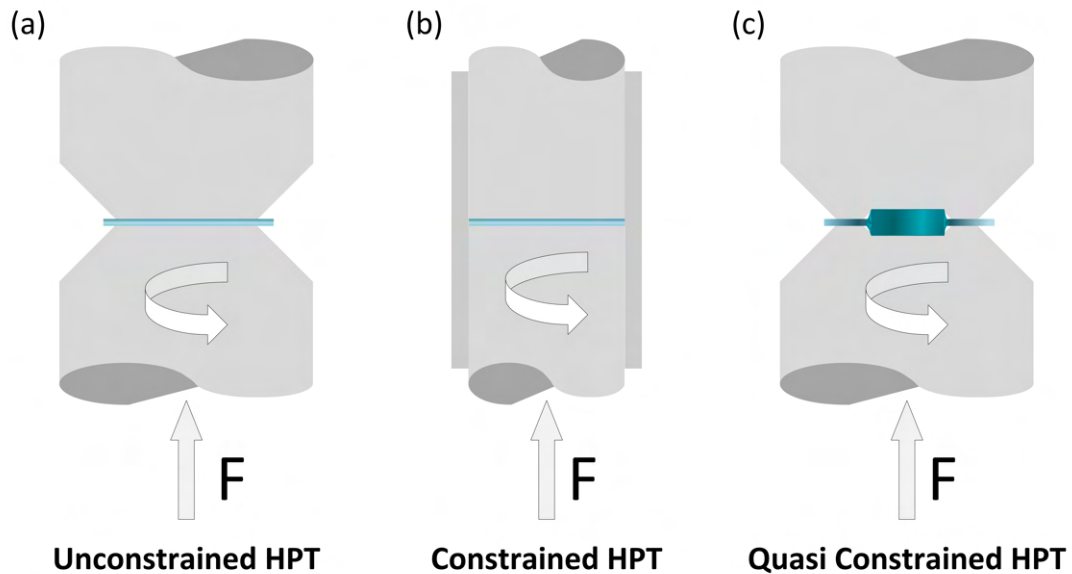 (a)
(b)
(c)
F
F
F
Unconstrained HPT
Constrained HPT
Quasi Constrained HPT